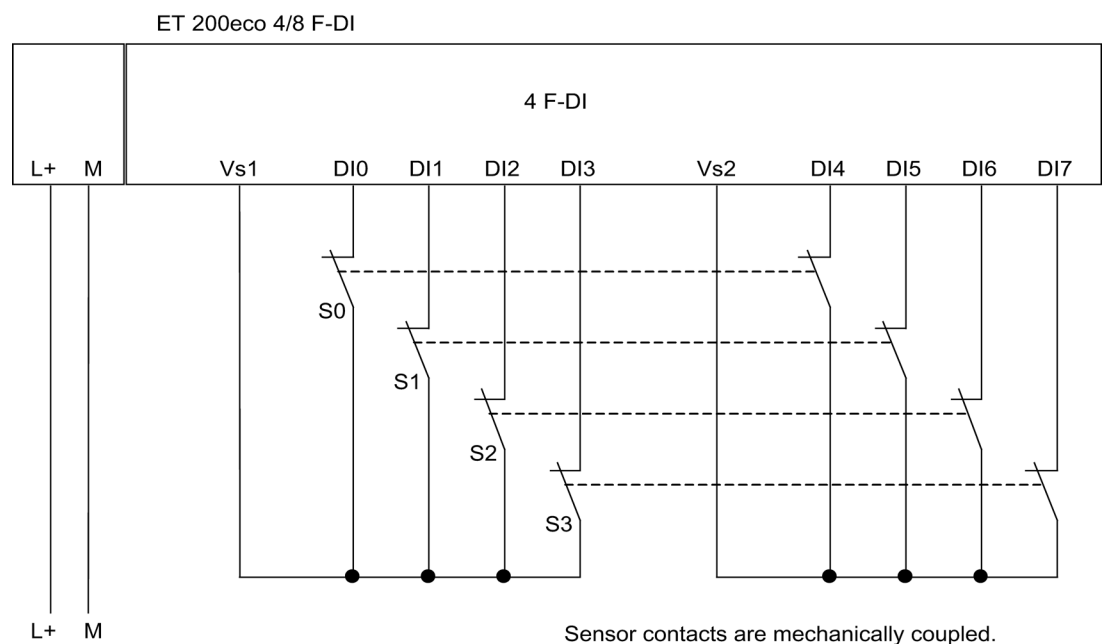 ET 200eco 4/8 F-DI
4 F-DI
L+ M Vs1 DI0 DI1 DI2 DI3 Vs2 DI4 DI5 DI6 DI7
S0
S1
S2
S3
L+ M
Sensor contacts are mechanically coupled.